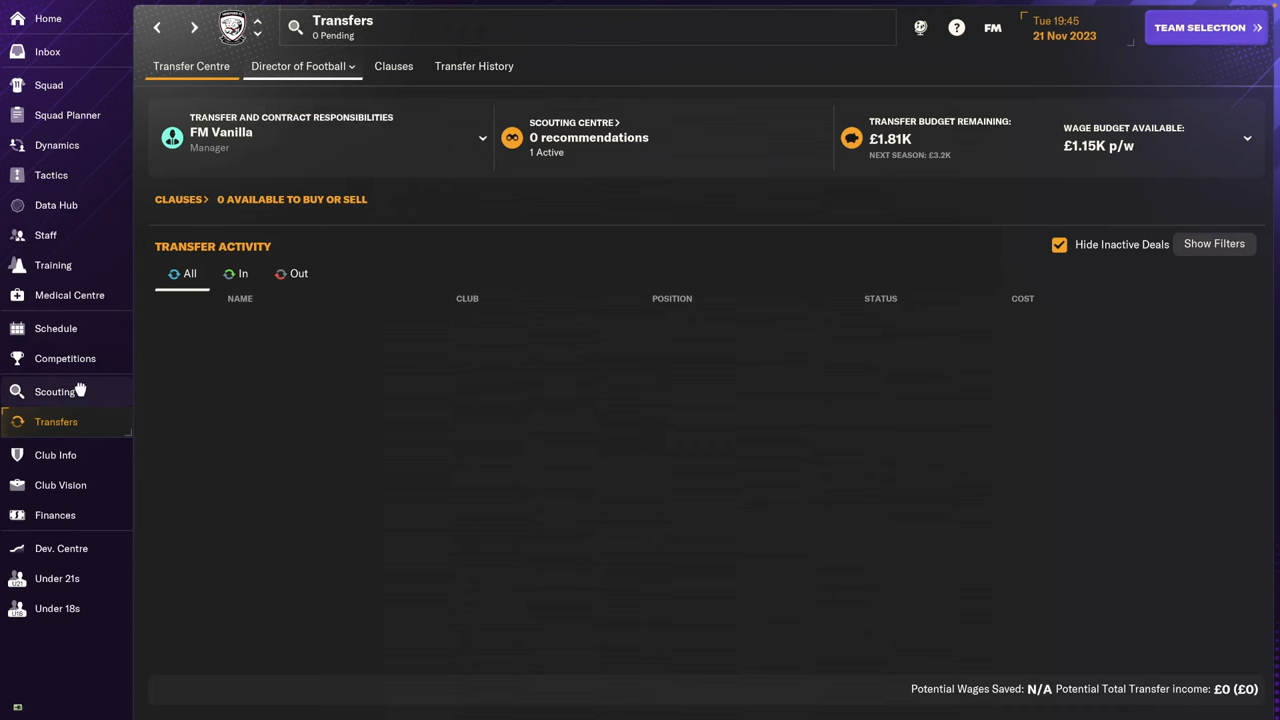 Home
Inbox
Squad
Squad Planner
Dynamics
Tactics
Data Hub
Staff
Training
Medical Centre
Schedule
Competitions
Scouting
Transfers
Club Info
Club Vision
Finances
Dev. Centre
Under 21s
Under 18s
Transfers
0 Pending
?
FM
Tue 19:45
21 Nov 2023
TEAM SELECTION
Transfer Centre
Director of Football
Clauses
Transfer History
TRANSFER AND CONTRACT RESPONSIBILITIES
FM Vanilla
Manager
SCOUTING CENTRE>
0 recommendations
1 Active
TRANSFER BUDGET REMAINING:
£1.81K
NEXT SEASON: £3.2K
WAGE BUDGET AVAILABLE:
£1.15K p/w
CLAUSES> 0 AVAILABLE TO BUY OR SELL
TRANSFER ACTIVITY
Hide Inactive Deals
Show Filters
All In Out
NAME CLUB POSITION STATUS COST
Potential Wages Saved: N/A Potential Total Transfer income: £0 (£0)